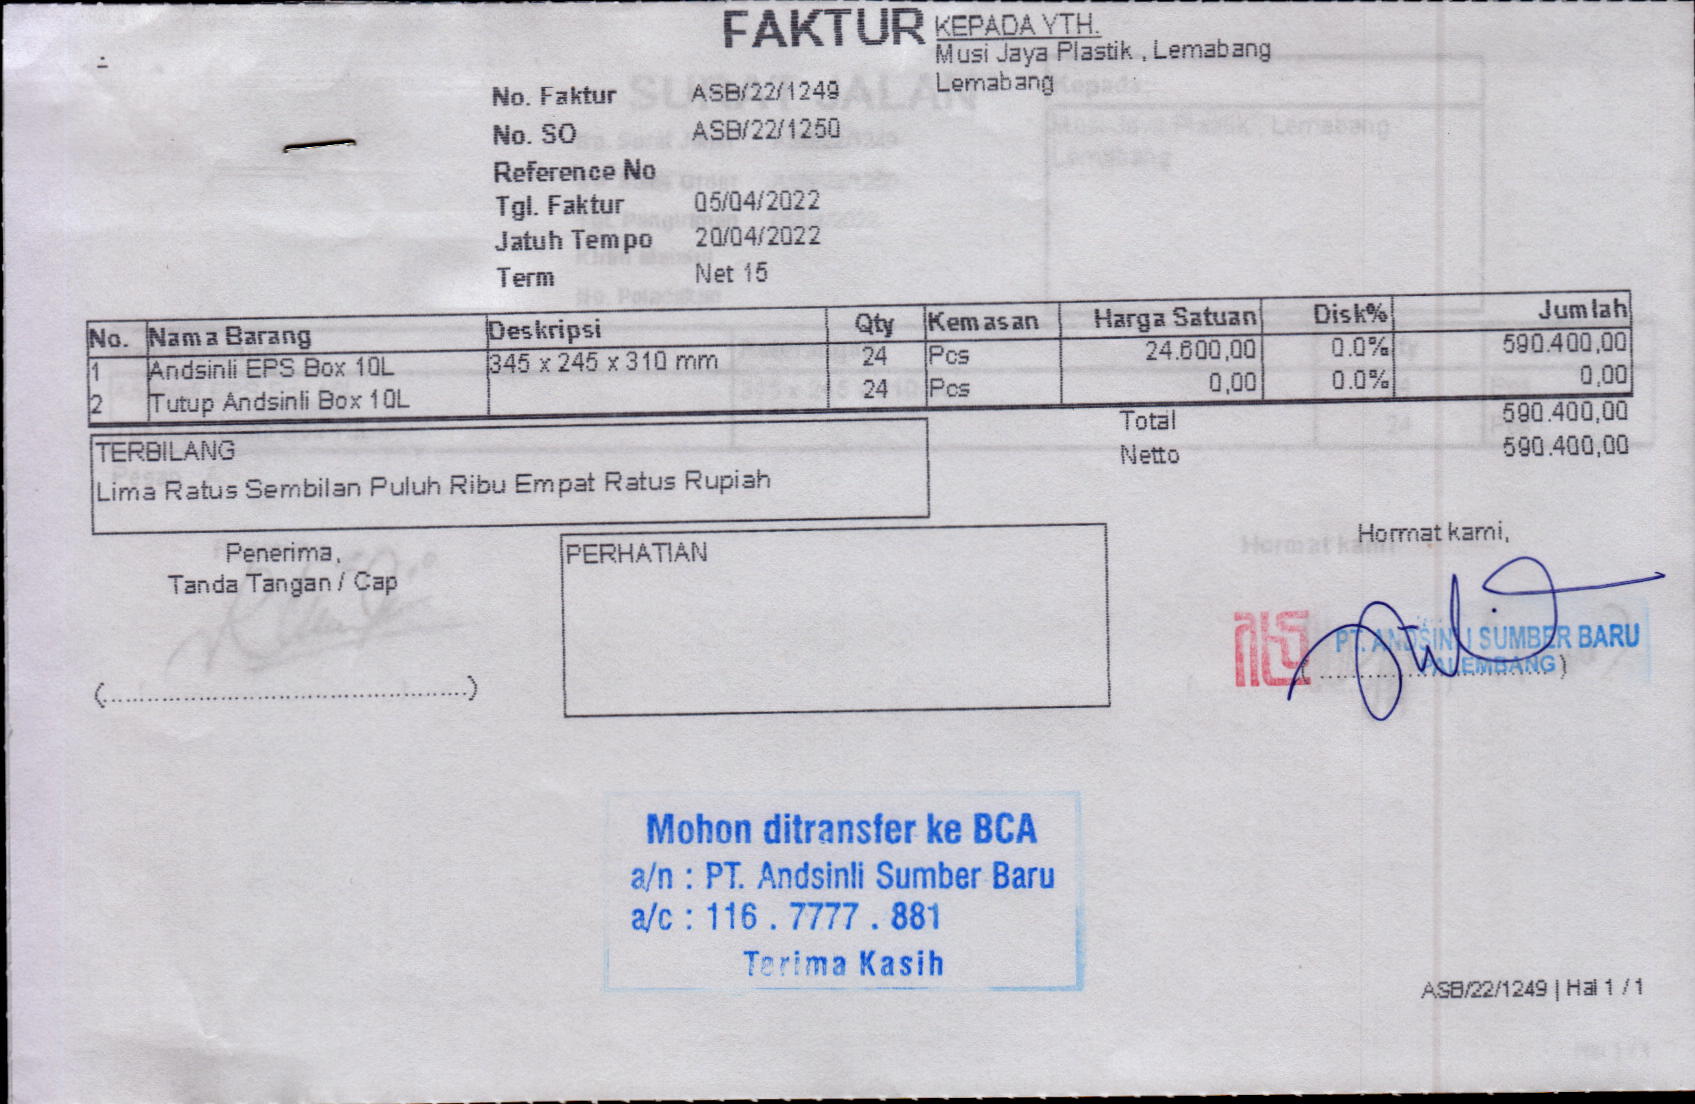 FAKTUR
KEPADA YTH.
Musi Jaya Plastik , Lemabang
Lemabang
No. Faktur ASB/22/1249
No. SO ASB/22/1250
Reference No
Tgl. Faktur 05/04/2022
Jatuh Tempo 20/04/2022
Term Net 15
No. Nama Barang Deskripsi Qty Kemasan Harga Satuan Disk% Jumlah
1 Andsinli EPS Box 10L 345 x 245 x 310 mm 24 Pcs 24.600,00 0.0% 590.400,00
2 Tutup Andsinli Box 10L 24 Pcs 0,00 0.0% 0,00
Total 590.400,00
Netto 590.400,00
TERBILANG
Lima Ratus Sembilan Puluh Ribu Empat Ratus Rupiah
Penerima,
Tanda Tangan / Cap
(..........................................)
PERHATIAN
Hormat kami,
PT. ANDSINLI SUMBER BARU
PALEMBANG
Mohon ditransfer ke BCA
a/n : PT. Andsinli Sumber Baru
a/c : 116 . 7777 . 881
Terima Kasih
ASB/22/1249 | Hal 1 / 1